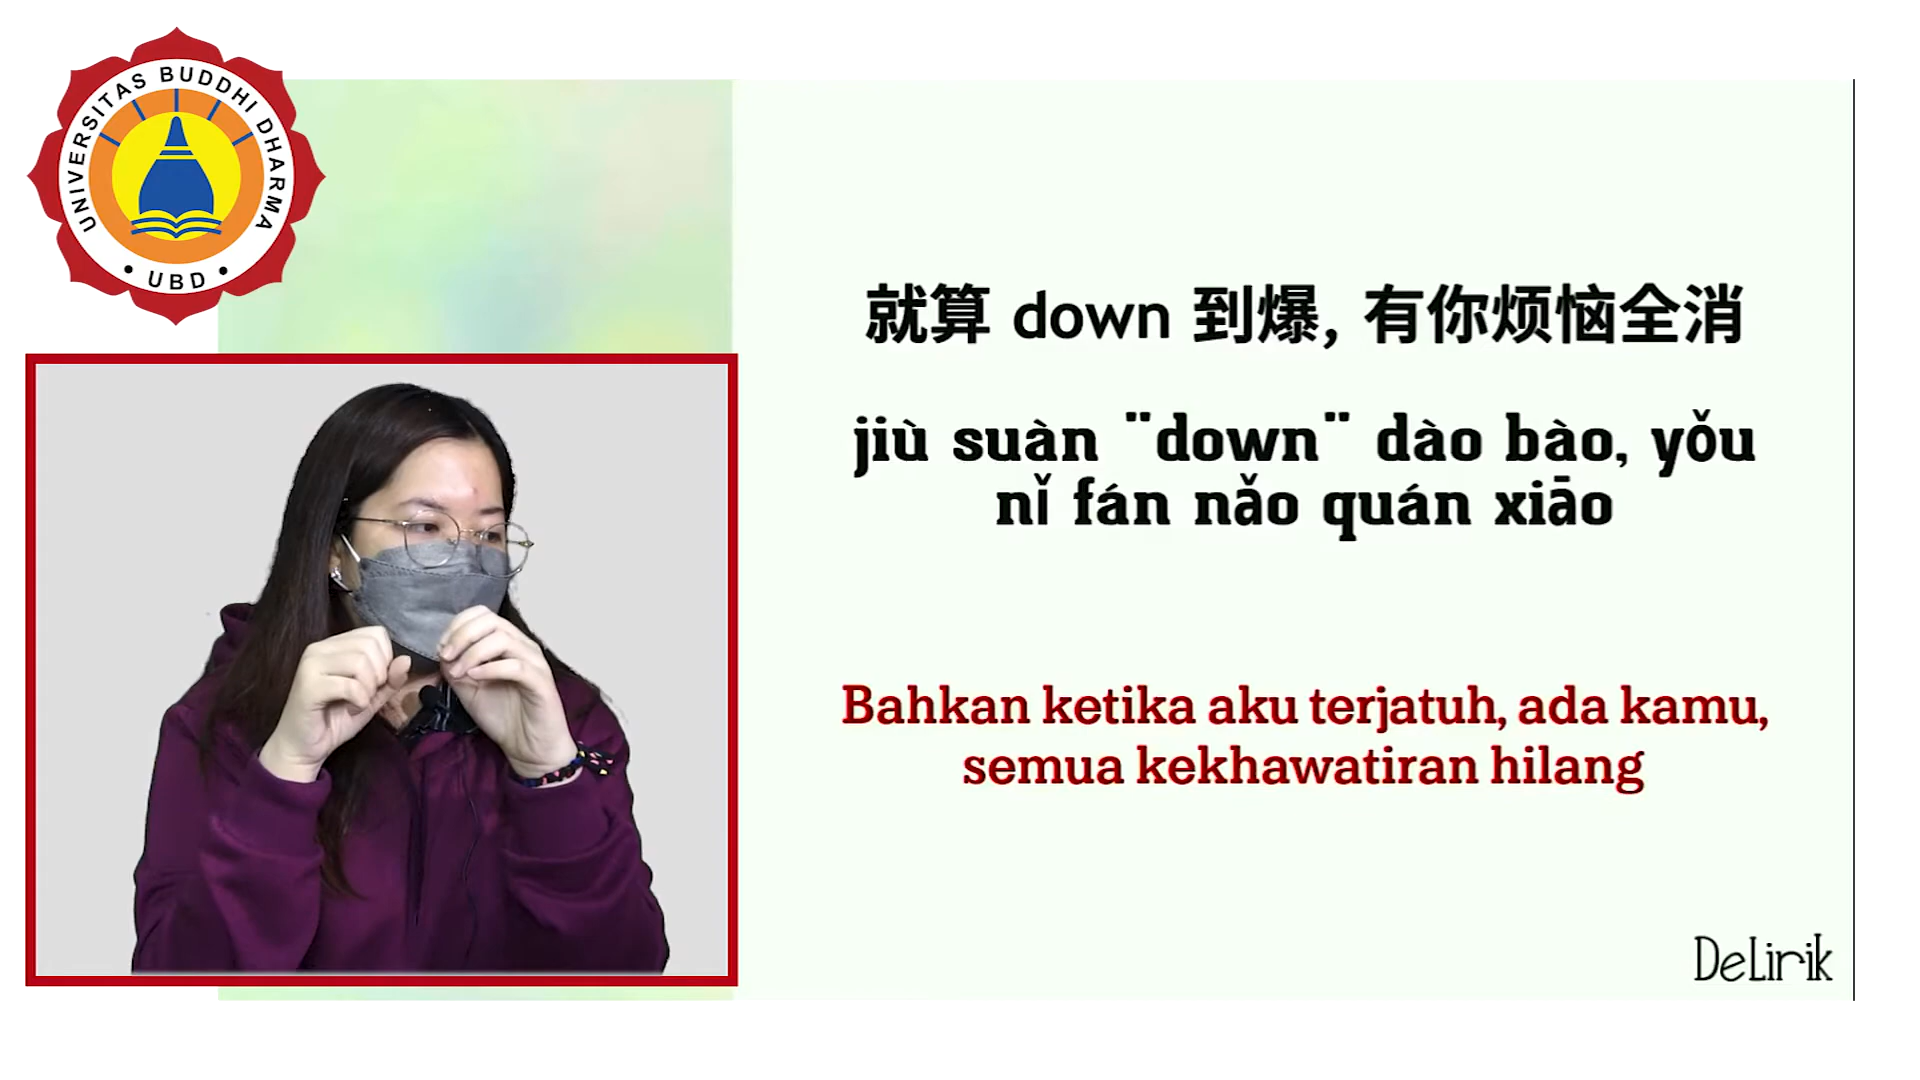 UNIVERSITAS BUDDHI DHARMA
• UBD •
就算 down 到爆, 有你烦恼全消
jiù suàn ¨down¨ dào bào, yǒu
nǐ fán nǎo quán xiāo
Bahkan ketika aku terjatuh, ada kamu,
semua kekhawatiran hilang
DeLirik